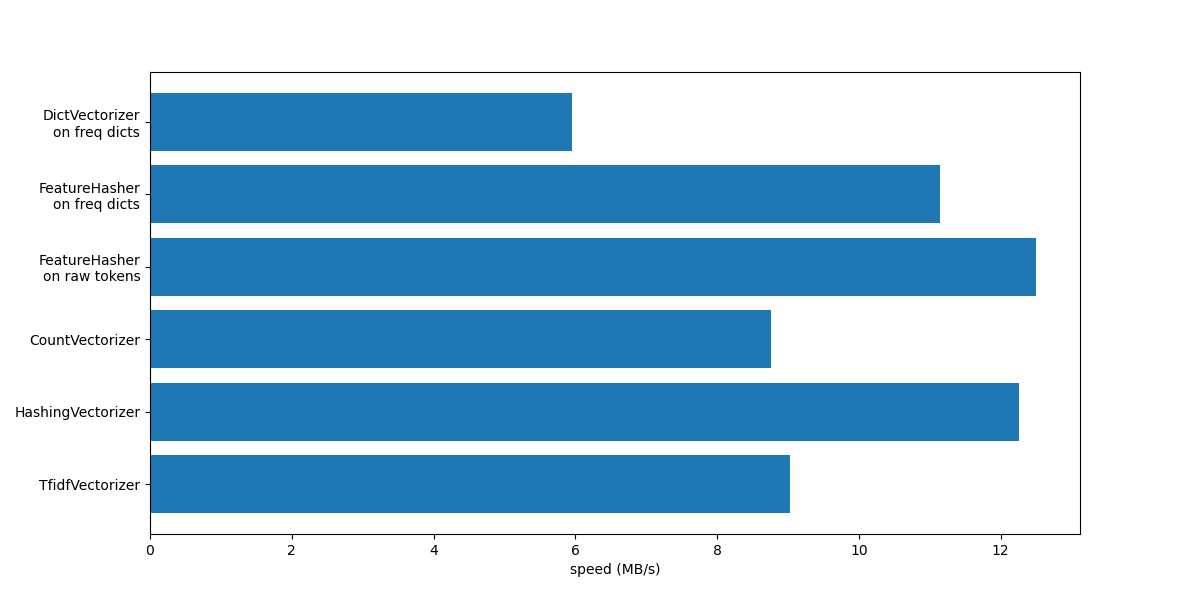 DictVectorizer
on freq dicts
FeatureHasher
on freq dicts
FeatureHasher
on raw tokens
CountVectorizer
HashingVectorizer
TfidfVectorizer
0 2 4 6 8 10 12
speed (MB/s)